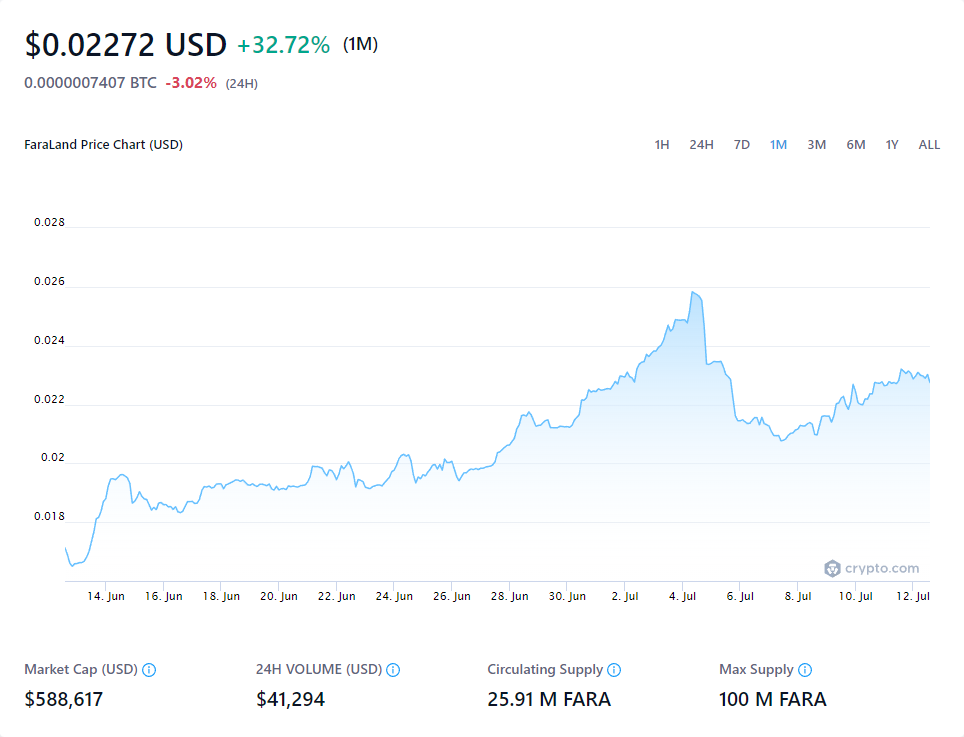 $0.02272 USD +32.72% (1M)
0.0000007407 BTC -3.02% (24H)
FaraLand Price Chart (USD) 1H 24H 7D 1M 3M 6M 1Y ALL
0.028
0.026
0.024
0.022
0.02
0.018
crypto.com
14. Jun 16. Jun 18. Jun 20. Jun 22. Jun 24. Jun 26. Jun 28. Jun 30. Jun 2. Jul 4. Jul 6. Jul 8. Jul 10. Jul 12. Jul
Market Cap (USD) 24H VOLUME (USD) Circulating Supply Max Supply
$588,617 $41,294 25.91 M FARA 100 M FARA